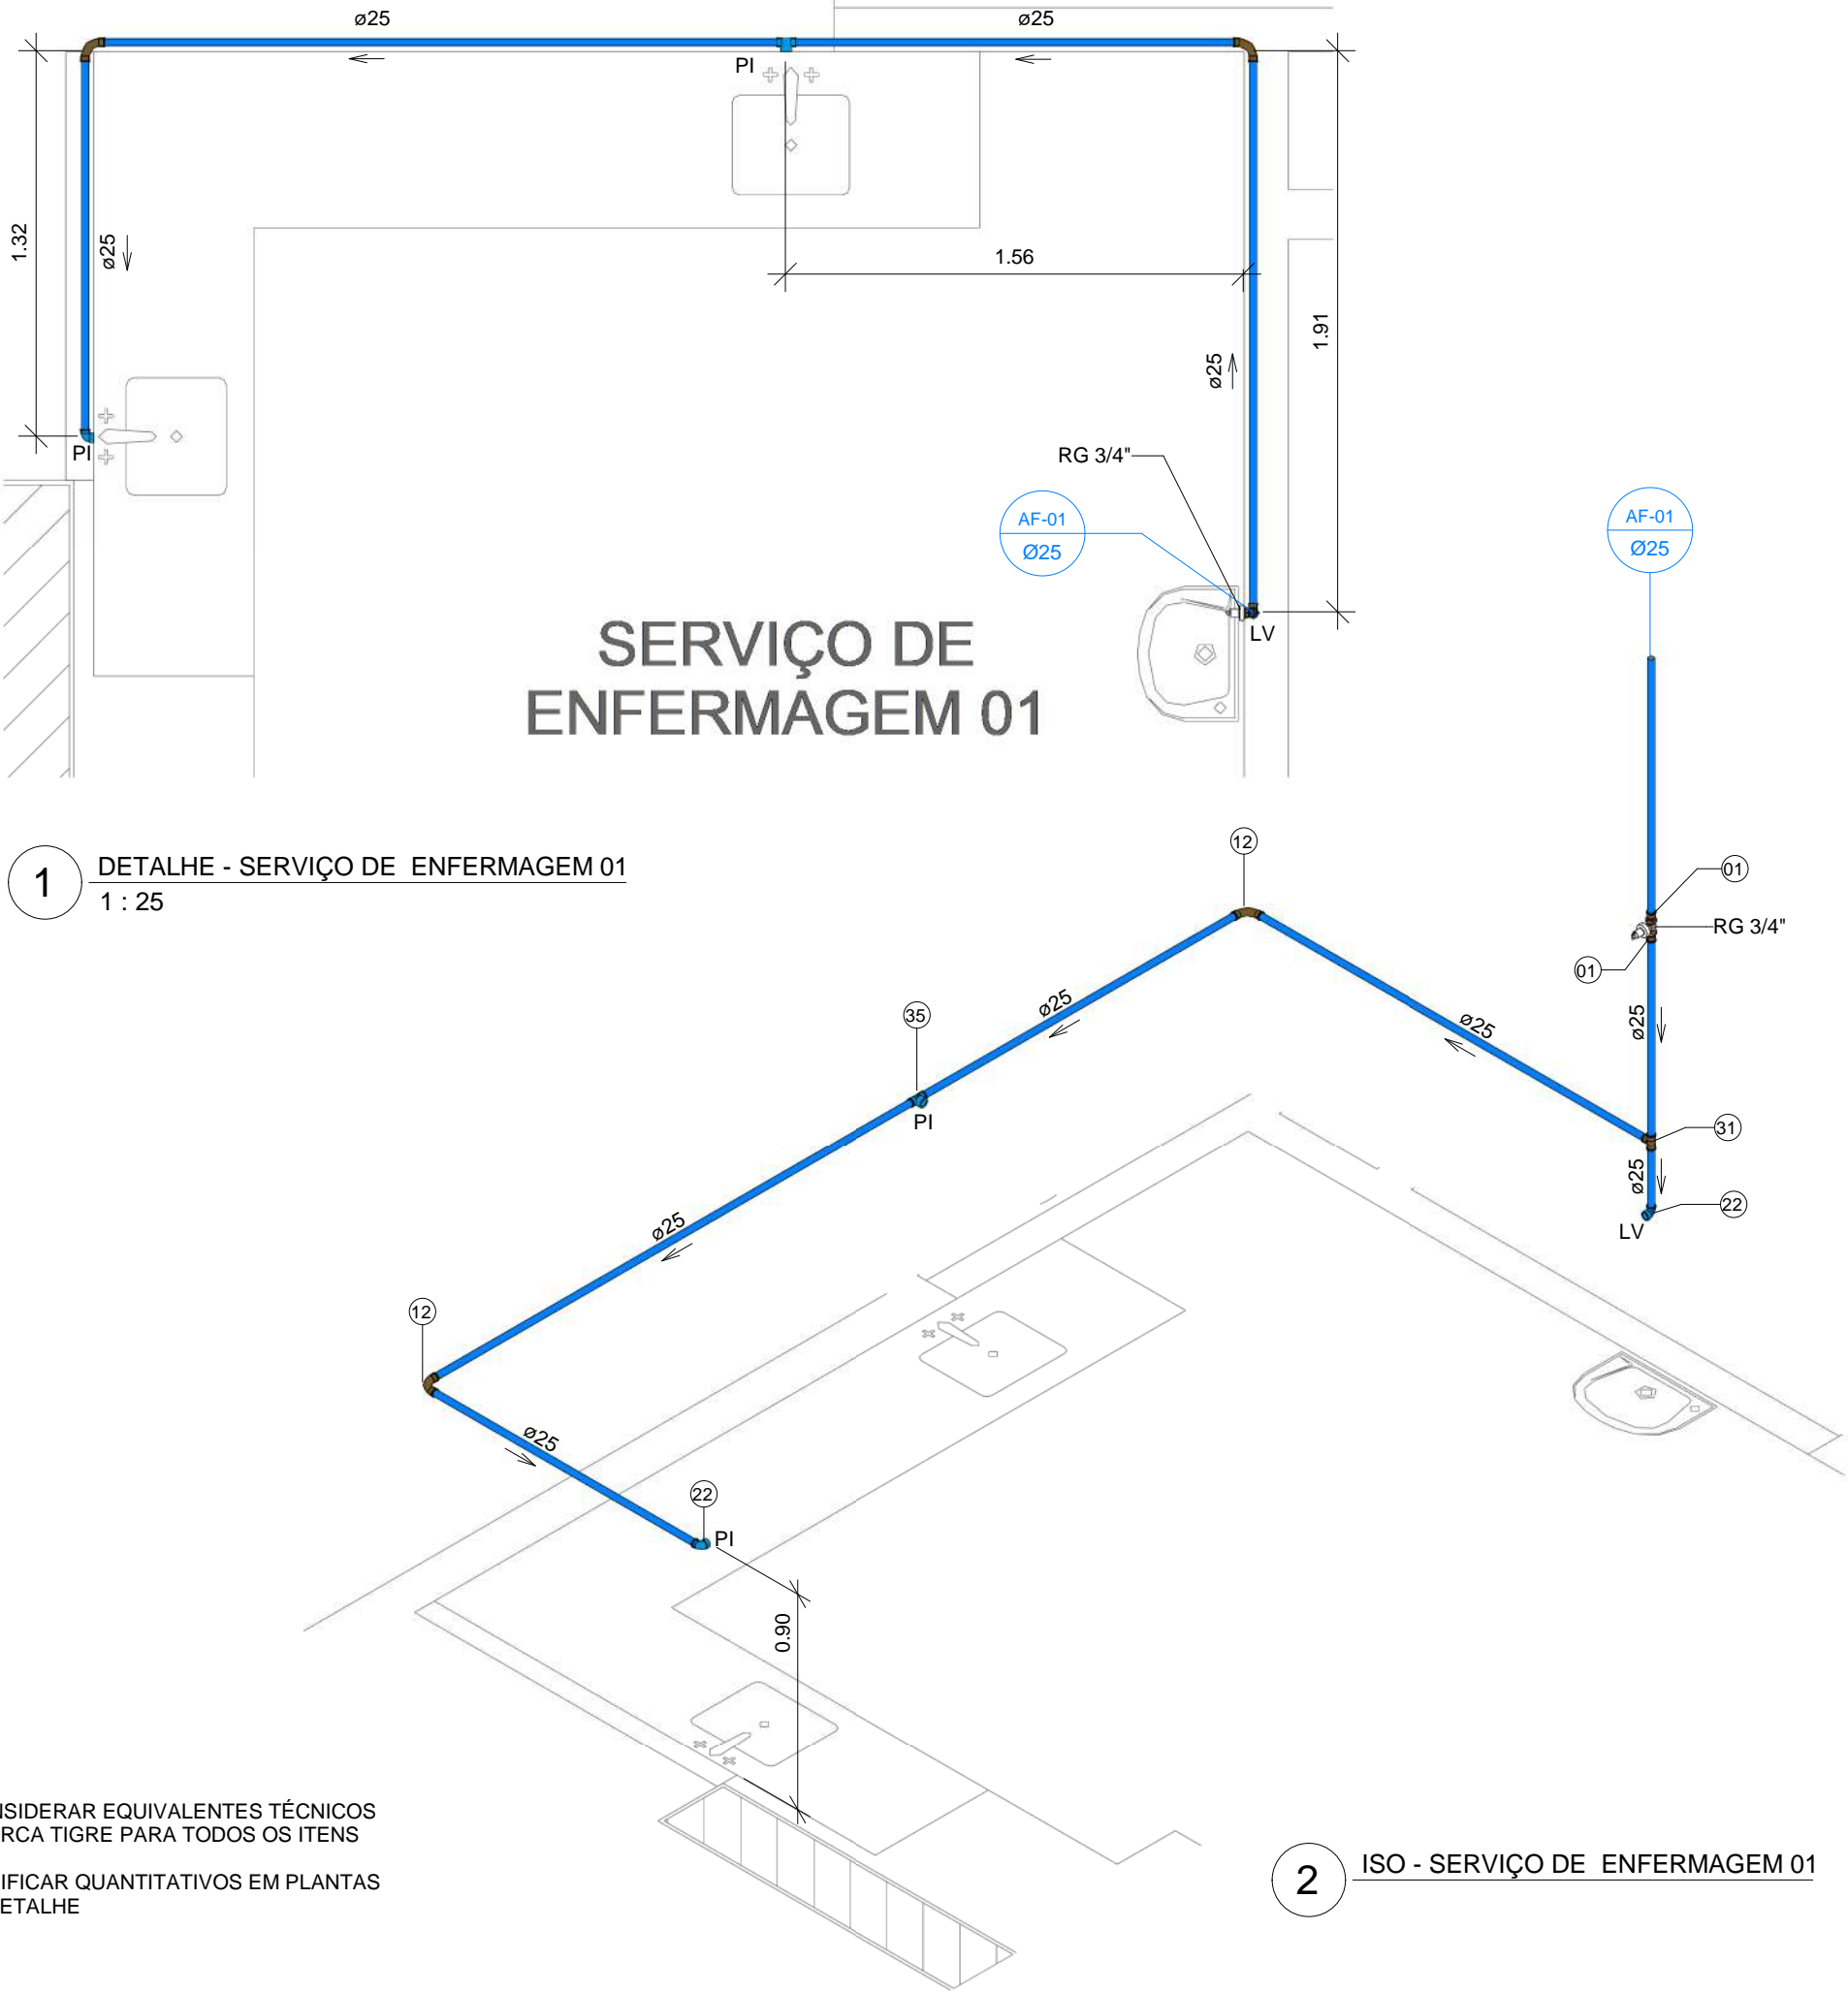 ø25
ø25
PI
1.32
ø25
1.56
1.91
ø25
PI
RG 3/4"
AF-01
Ø25
AF-01
Ø25
LV
SERVIÇO DE
ENFERMAGEM 01
1
DETALHE - SERVIÇO DE ENFERMAGEM 01
1 : 25
12
01
RG 3/4"
01
35
ø25
ø25
ø25
PI
31
ø25
22
LV
ø25
12
ø25
22
PI
0.90
NSIDERAR EQUIVALENTES TÉCNICOS
RCA TIGRE PARA TODOS OS ITENS
IFICAR QUANTITATIVOS EM PLANTAS
ETALHE
2
ISO - SERVIÇO DE ENFERMAGEM 01